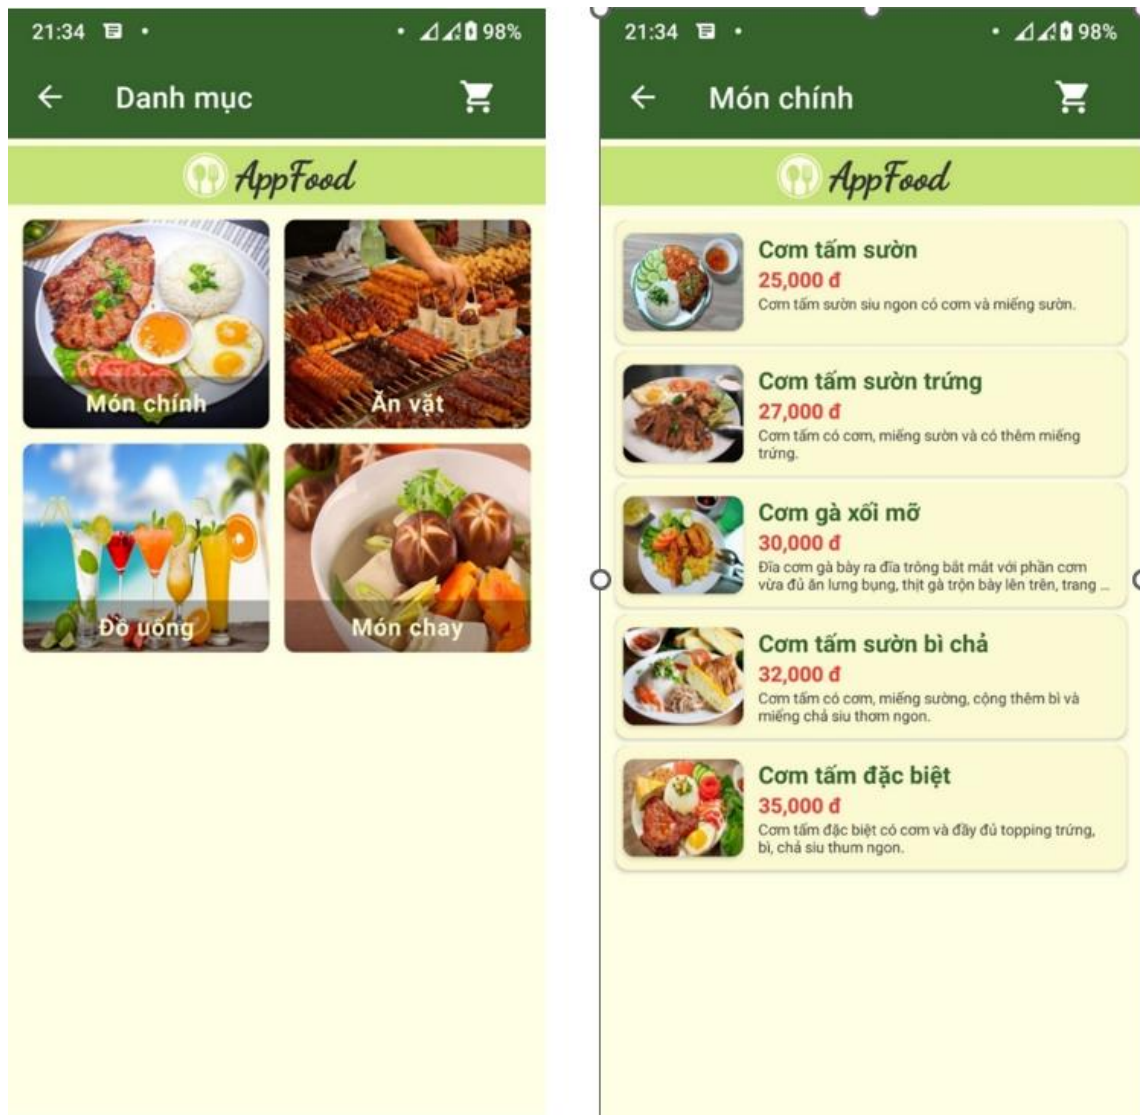 21:34
98%
Danh mục
AppFood
Món chính
Ăn vặt
Đồ uống
Món chay
21:34
98%
Món chính
AppFood
Cơm tấm sườn
25,000 đ
Cơm tấm sườn siu ngon có cơm và miếng sườn.
Cơm tấm sườn trứng
27,000 đ
Cơm tấm có cơm, miếng sườn và có thêm miếng
trứng.
Cơm gà xối mỡ
30,000 đ
Đĩa cơm gà bày ra đĩa trông bắt mát với phần cơm
vừa đủ ăn lưng bụng, thịt gà trộn bày lên trên, trang ...
Cơm tấm sườn bì chả
32,000 đ
Cơm tấm có cơm, miếng sường, cộng thêm bì và
miếng chả siu thơm ngon.
Cơm tấm đặc biệt
35,000 đ
Cơm tấm đặc biệt có cơm và đầy đủ topping trứng,
bì, chả siu thum ngon.